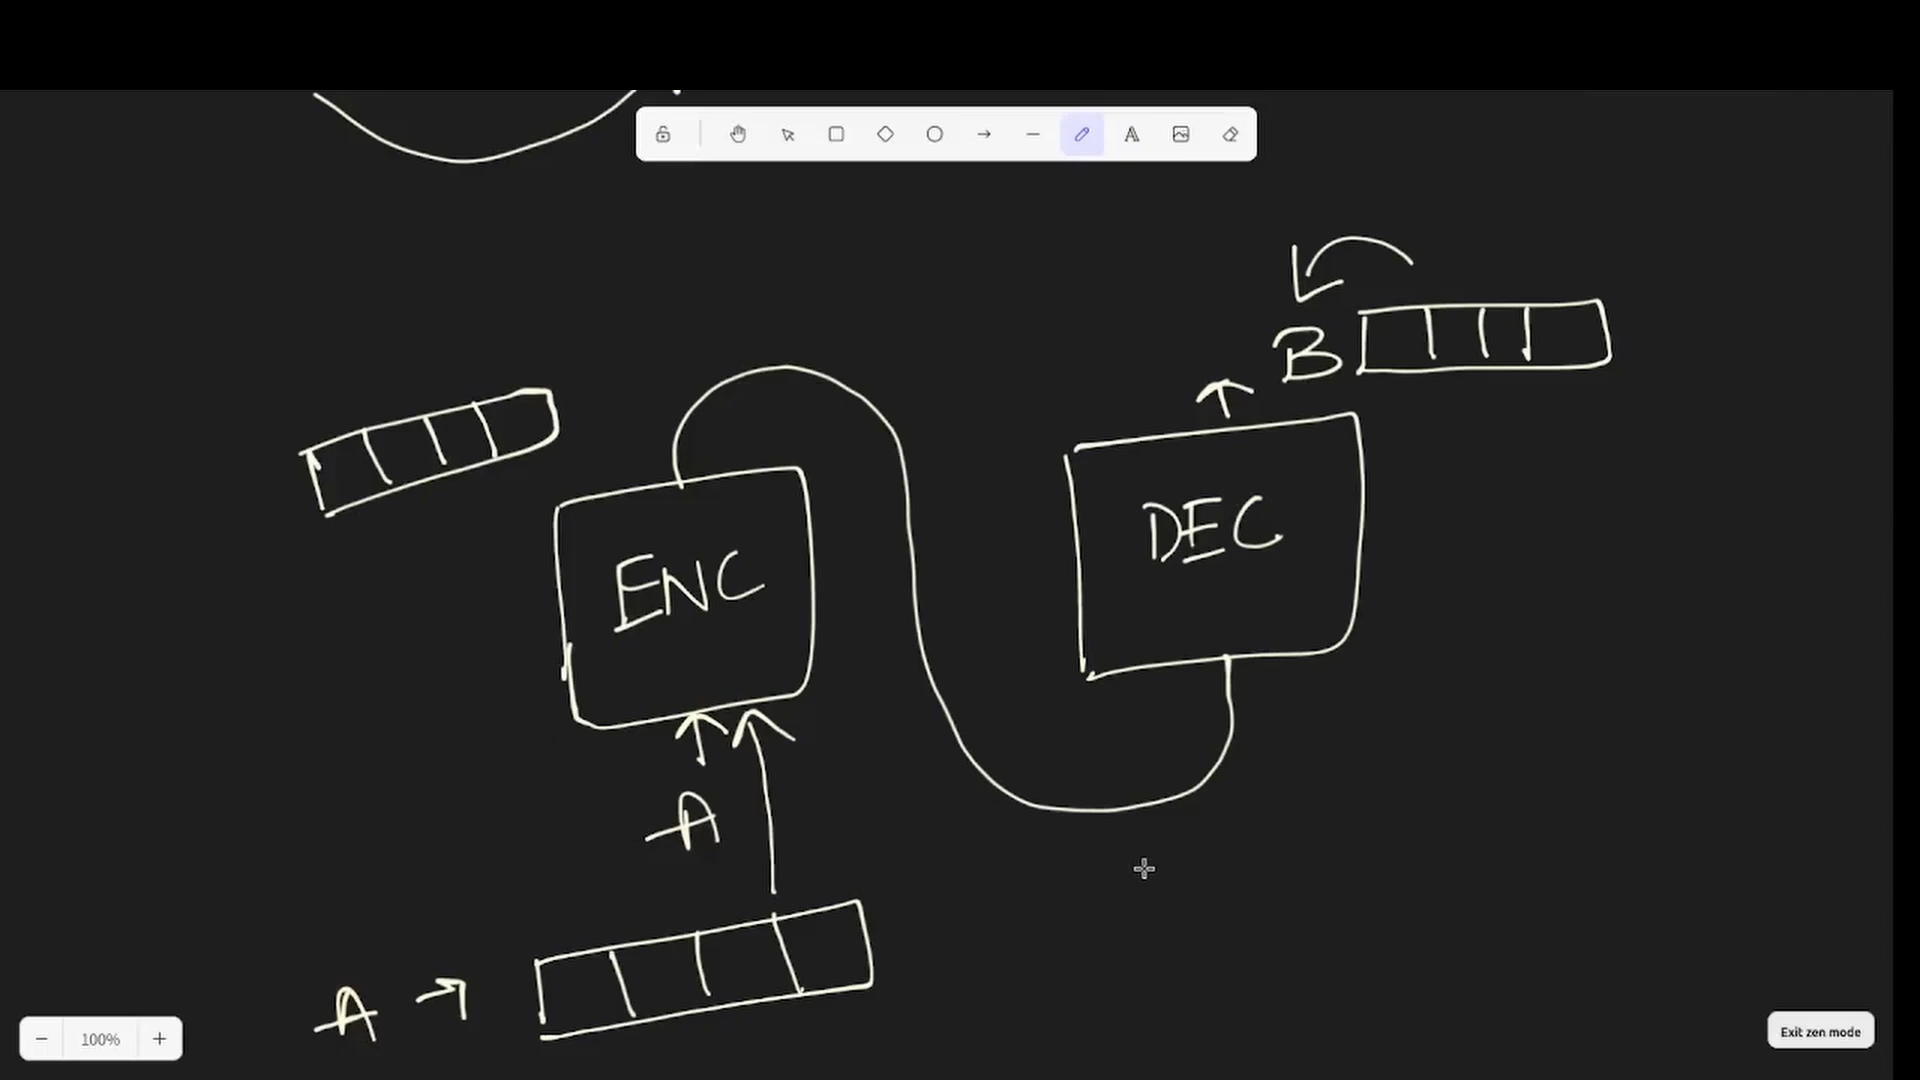 B
DEC
ENC
A
A →
100%
Exit zen mode